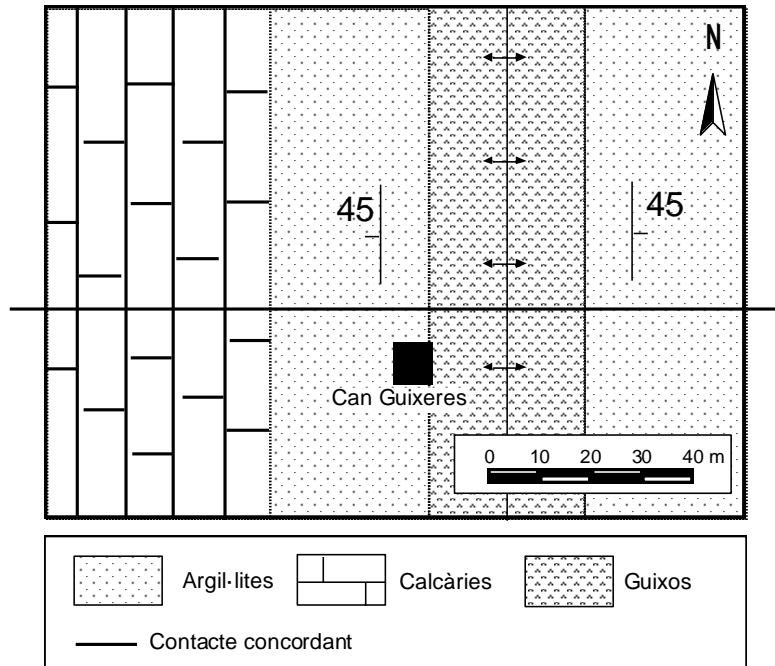 N
45
45
Can Guixeres
0 10 20 30 40 m
Argil·lites
Calcàries
Guixos
Contacte concordant